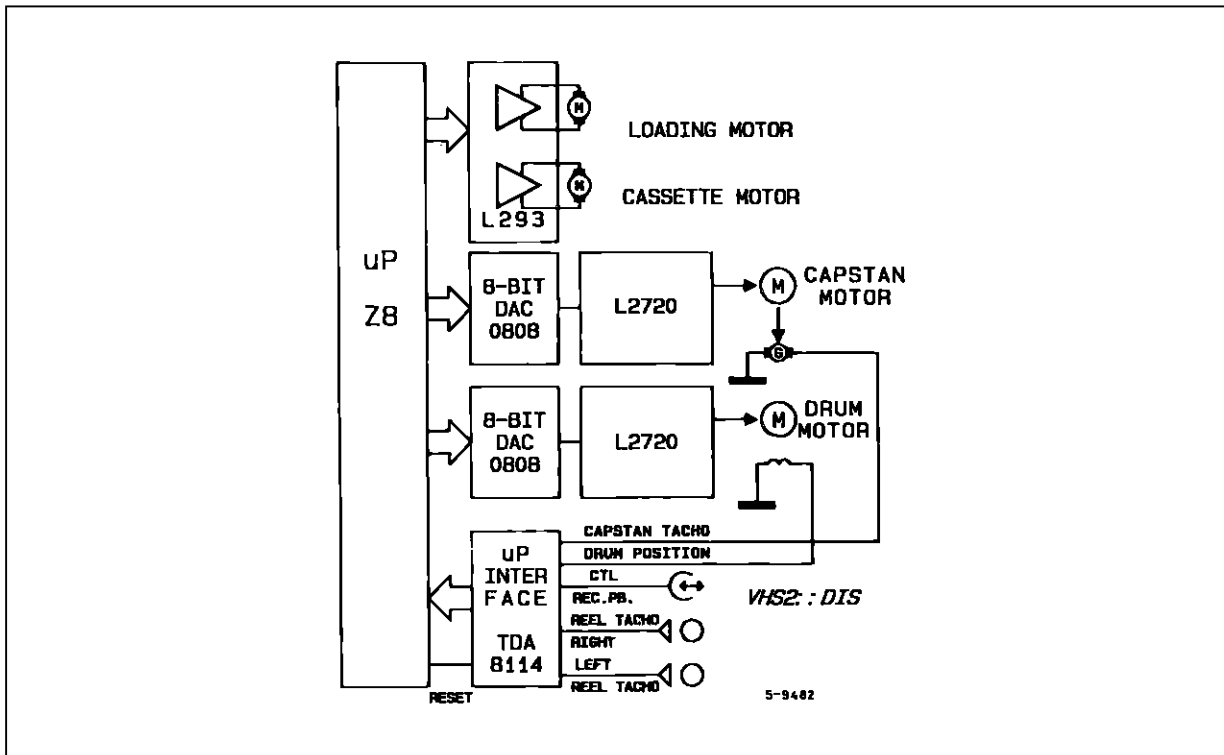 LOADING MOTOR
CASSETTE MOTOR
M
M
L293
uP
Z8
8-BIT
DAC
0808
L2720
M
CAPSTAN
MOTOR
G
8-BIT
DAC
0808
L2720
M
DRUM
MOTOR
CAPSTAN TACHO
DRUM POSITION
uP
INTER
FACE
TDA
8114
CTL
REC.PB.
REEL TACHO
RIGHT
LEFT
REEL TACHO
RESET
VHS2::DIS
5-9482